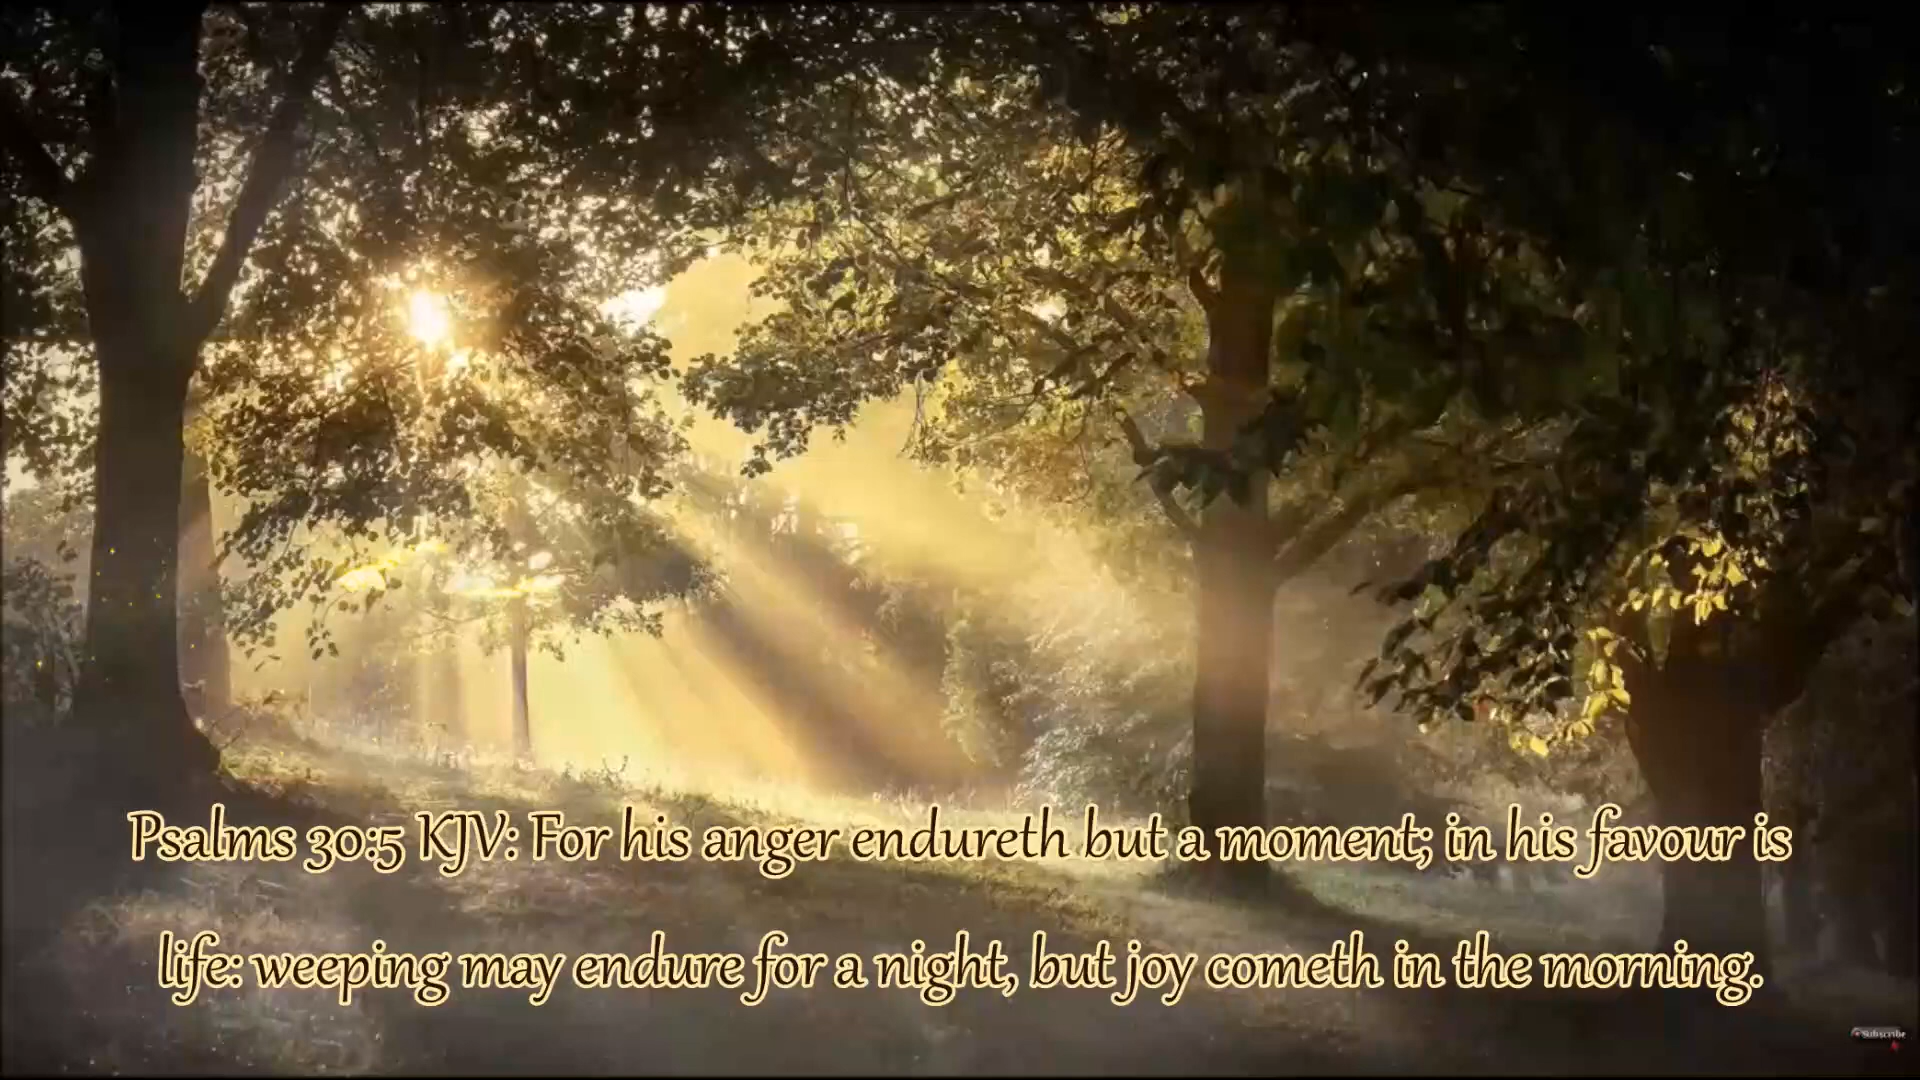 Psalms 30:5 KJV: For his anger endureth but a moment; in his favour is
life: weeping may endure for a night, but joy cometh in the morning.
Subscribe